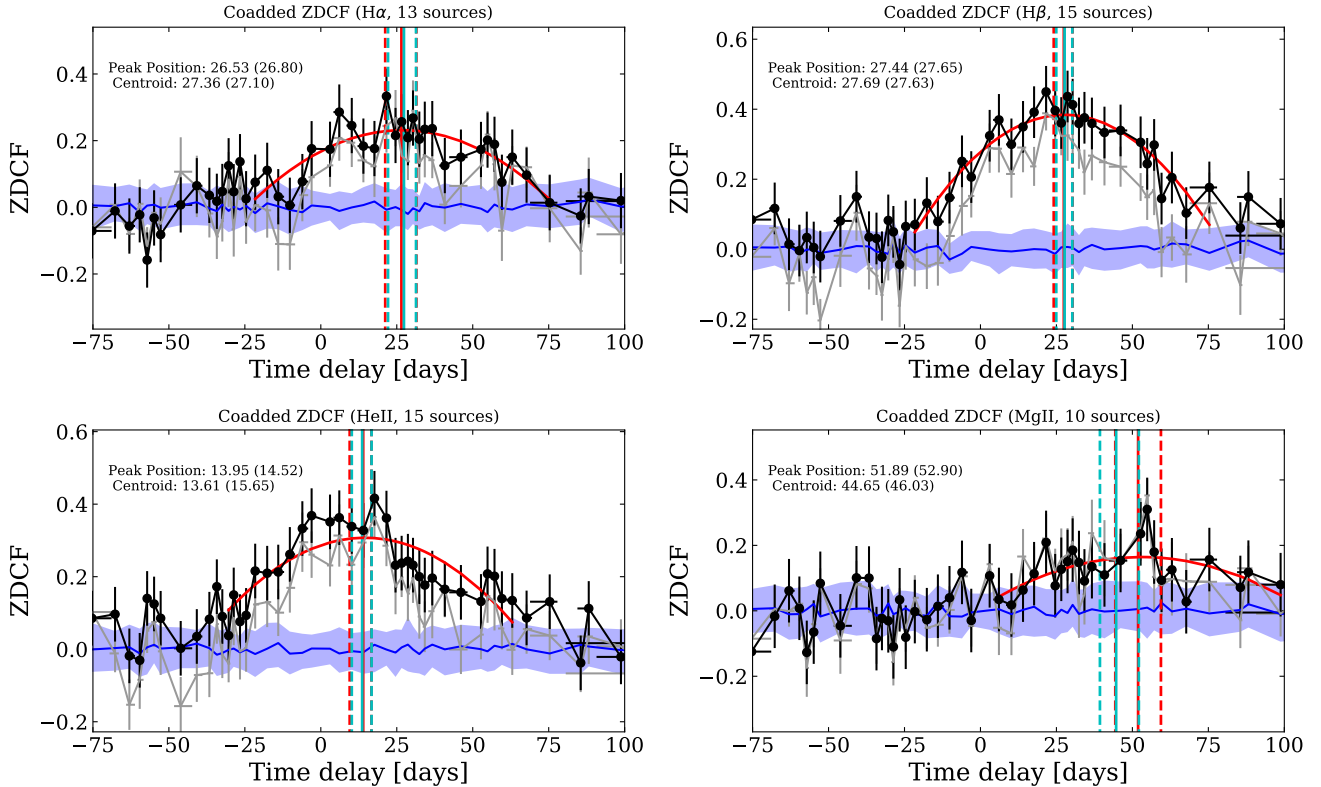 Coadded ZDCF (Hα, 13 sources)
Peak Position: 26.53 (26.80)
Centroid: 27.36 (27.10)
ZDCF
0.4
0.2
0.0
−0.2
−75 −50 −25 0 25 50 75 100
Time delay [days]
Coadded ZDCF (Hβ, 15 sources)
Peak Position: 27.44 (27.65)
Centroid: 27.69 (27.63)
ZDCF
0.6
0.4
0.2
0.0
−0.2
−75 −50 −25 0 25 50 75 100
Time delay [days]
Coadded ZDCF (HeII, 15 sources)
Peak Position: 13.95 (14.52)
Centroid: 13.61 (15.65)
ZDCF
0.6
0.4
0.2
0.0
−0.2
−75 −50 −25 0 25 50 75 100
Time delay [days]
Coadded ZDCF (MgII, 10 sources)
Peak Position: 51.89 (52.90)
Centroid: 44.65 (46.03)
ZDCF
0.4
0.2
0.0
−0.2
−75 −50 −25 0 25 50 75 100
Time delay [days]